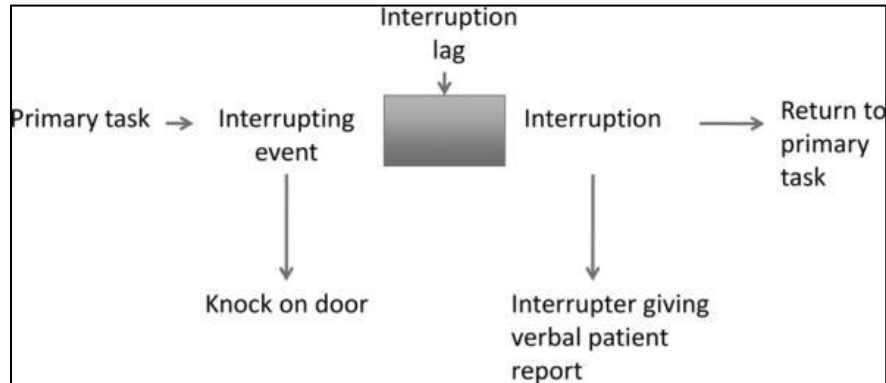 Interruption
lag
Primary task
Interrupting
event
Interruption
Return to
primary
task
Knock on door
Interrupter giving
verbal patient
report